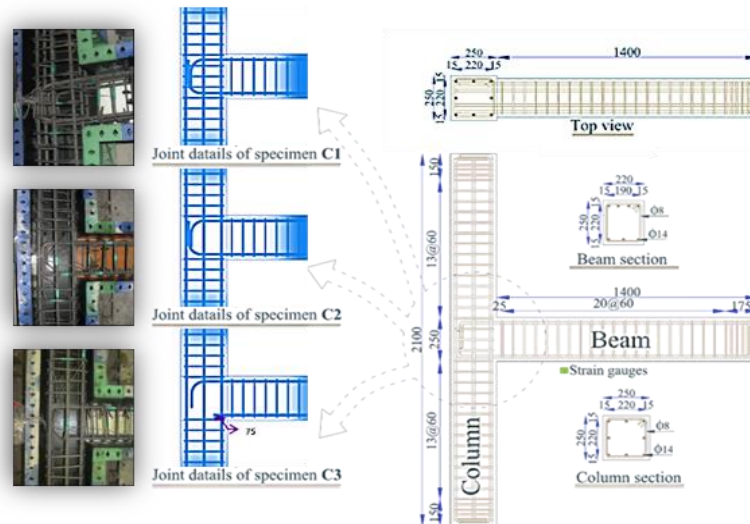 Joint datails of specimen C1
Joint datails of specimen C2
75
Joint datails of specimen C3
250
15 220 15
1400
15
220
250
15
Top view
150
13@60
2100
250
13@60
150
Column
220
15 190 15
15
220
250
15
Φ8
Φ14
Beam section
1400
25
20@60
175
Beam
Strain gauges
250
15 220 15
15
220
250
15
Φ8
Φ14
Column section